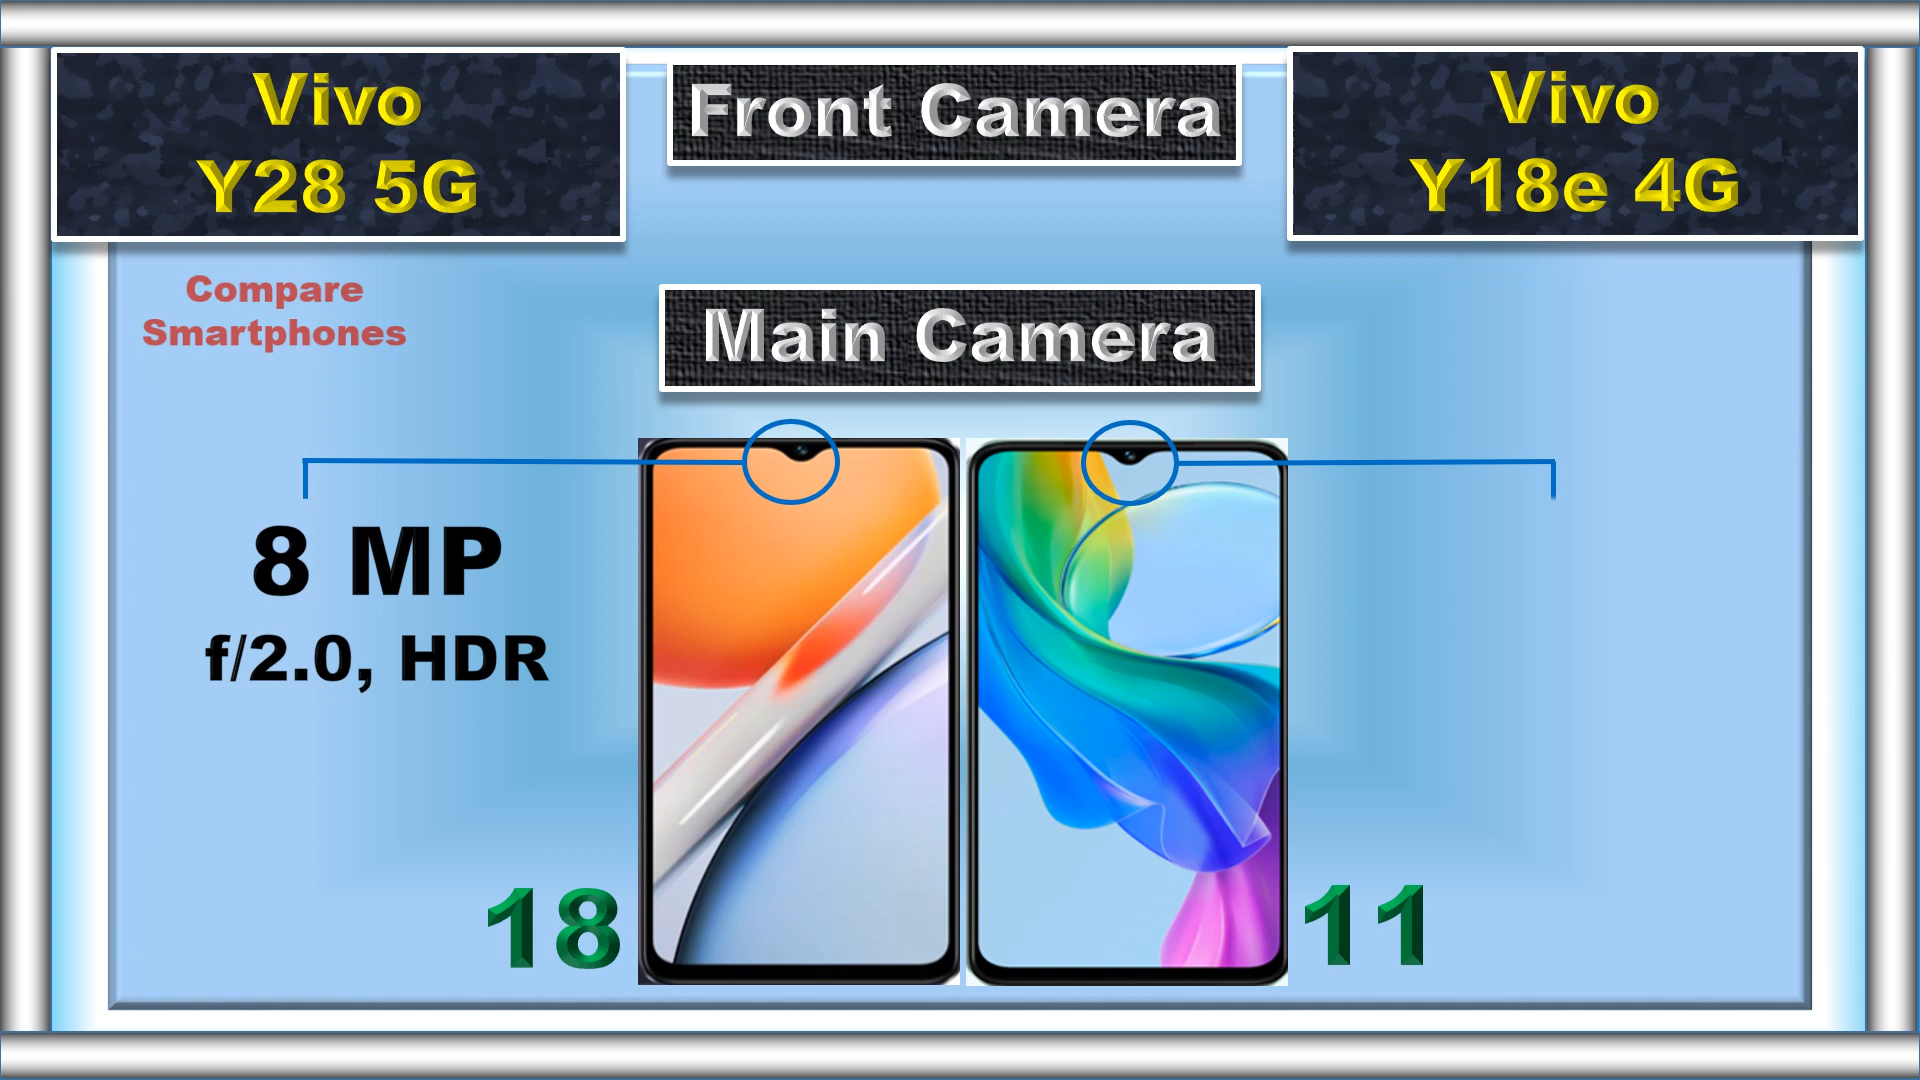 Vivo
Y28 5G
Front Camera
Vivo
Y18e 4G
Compare
Smartphones
Main Camera
8 MP
f/2.0, HDR
18
11